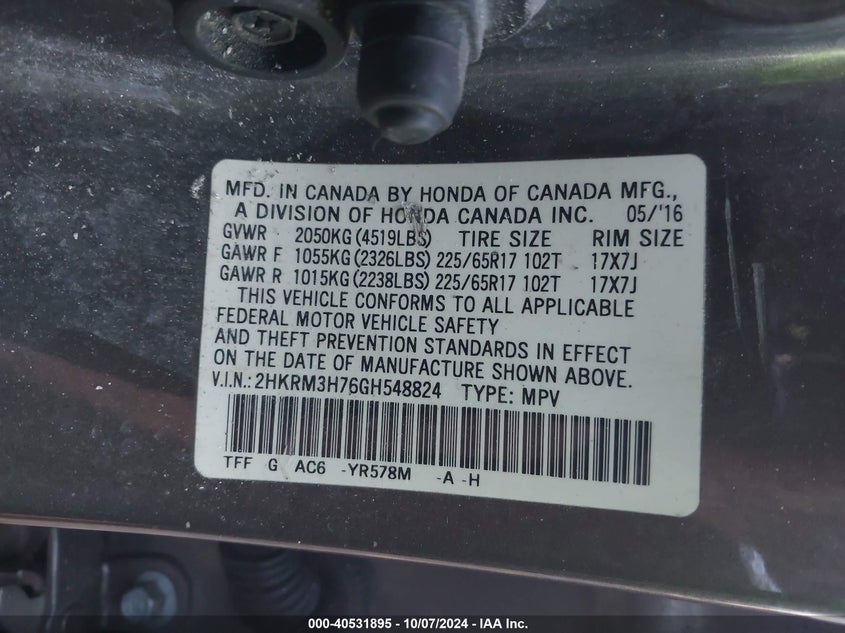 MFD. IN CANADA BY HONDA OF CANADA MFG.,
A DIVISION OF HONDA CANADA INC. 05/'16
GVWR 2050KG (4519LBS) TIRE SIZE RIM SIZE
GAWR F 1055KG (2326LBS) 225/65R17 102T 17X7J
GAWR R 1015KG (2238LBS) 225/65R17 102T 17X7J
THIS VEHICLE CONFORMS TO ALL APPLICABLE
FEDERAL MOTOR VEHICLE SAFETY
AND THEFT PREVENTION STANDARDS IN EFFECT
ON THE DATE OF MANUFACTURE SHOWN ABOVE.
V.I.N.: 2HKRM3H76GH548824 TYPE: MPV
TFF G AC6 -YR578M -A -H
000-40531895 - 10/07/2024 - IAA Inc.